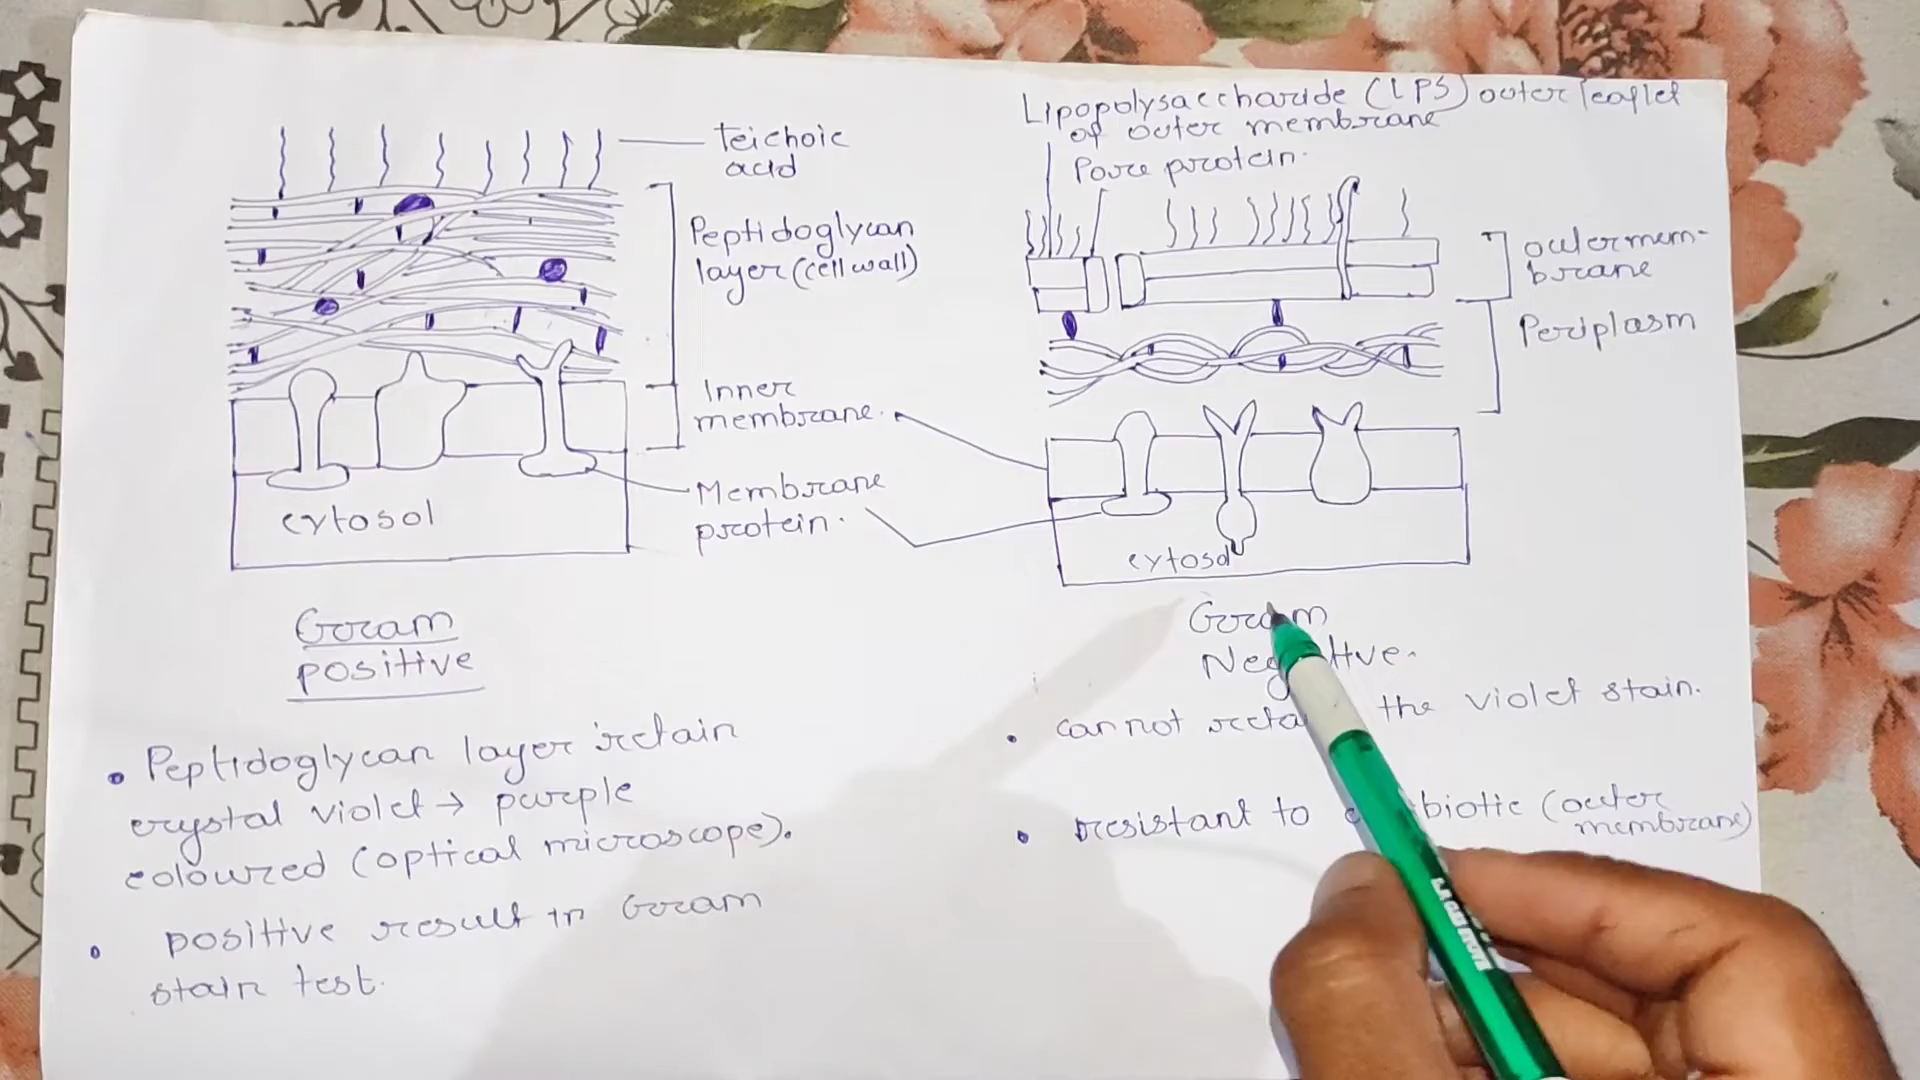 Teichoic
acid
Peptidoglycan
layer (cell wall)
Inner
membrane.
Membrane
protein.
cytosol
Gram
positive
• Peptidoglycan layer retain
crystal violet → purple
coloured (optical microscope).
• positive result in Gram
stain test.
Lipopolysaccharide (LPS) outer leaflet
of outer membrane
Pore protein.
outer mem-
brane
Periplasm
cytosol
Gram
Negative.
• cannot the violet stain.
• resistant to (outer
membrane)